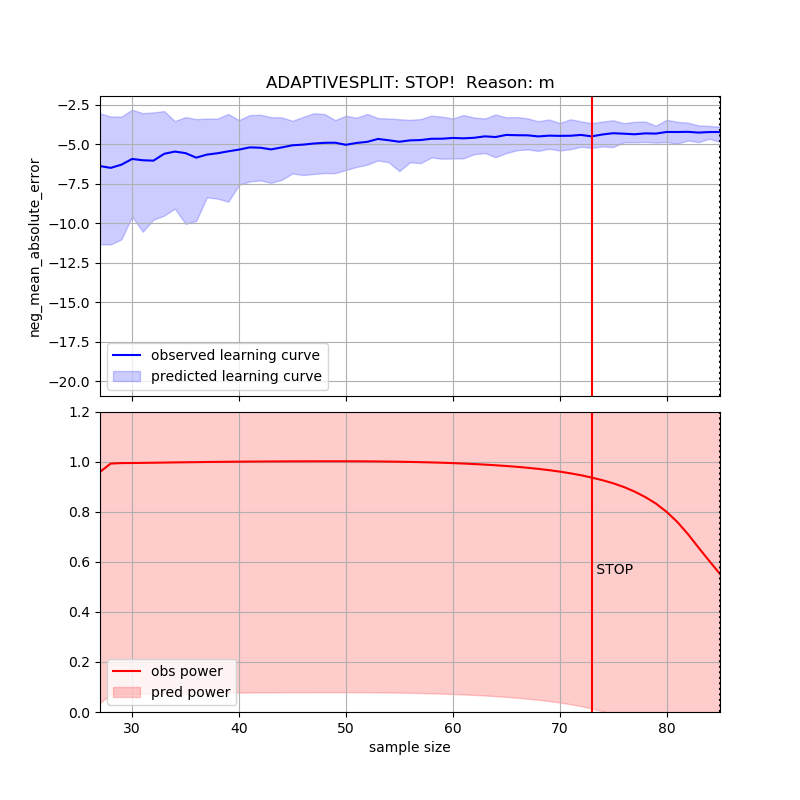 ADAPTIVESPLIT: STOP!  Reason: m
neg_mean_absolute_error
−2.5
−5.0
−7.5
−10.0
−12.5
−15.0
−17.5
−20.0
observed learning curve
predicted learning curve
1.2
1.0
0.8
0.6
0.4
0.2
0.0
STOP
obs power
pred power
30 40 50 60 70 80
sample size